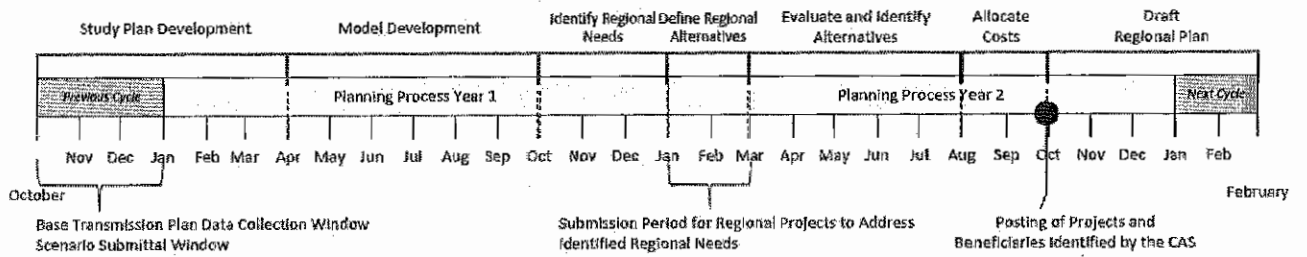 Study Plan Development
Model Development
Identify Regional
Needs
Define Regional
Alternatives
Evaluate and Identify
Alternatives
Allocate
Costs
Draft
Regional Plan
Previous Cycle
Planning Process Year 1
Planning Process Year 2
Next Cycle
Nov Dec Jan Feb Mar Apr May Jun Jul Aug Sep Oct Nov Dec Jan Feb Mar Apr May Jun Jul Aug Sep Oct Nov Dec Jan Feb
October
February
Base Transmission Plan Data Collection Window
Scenario Submittal Window
Submission Period for Regional Projects to Address
Identified Regional Needs
Posting of Projects and
Beneficiaries Identified by the CAS